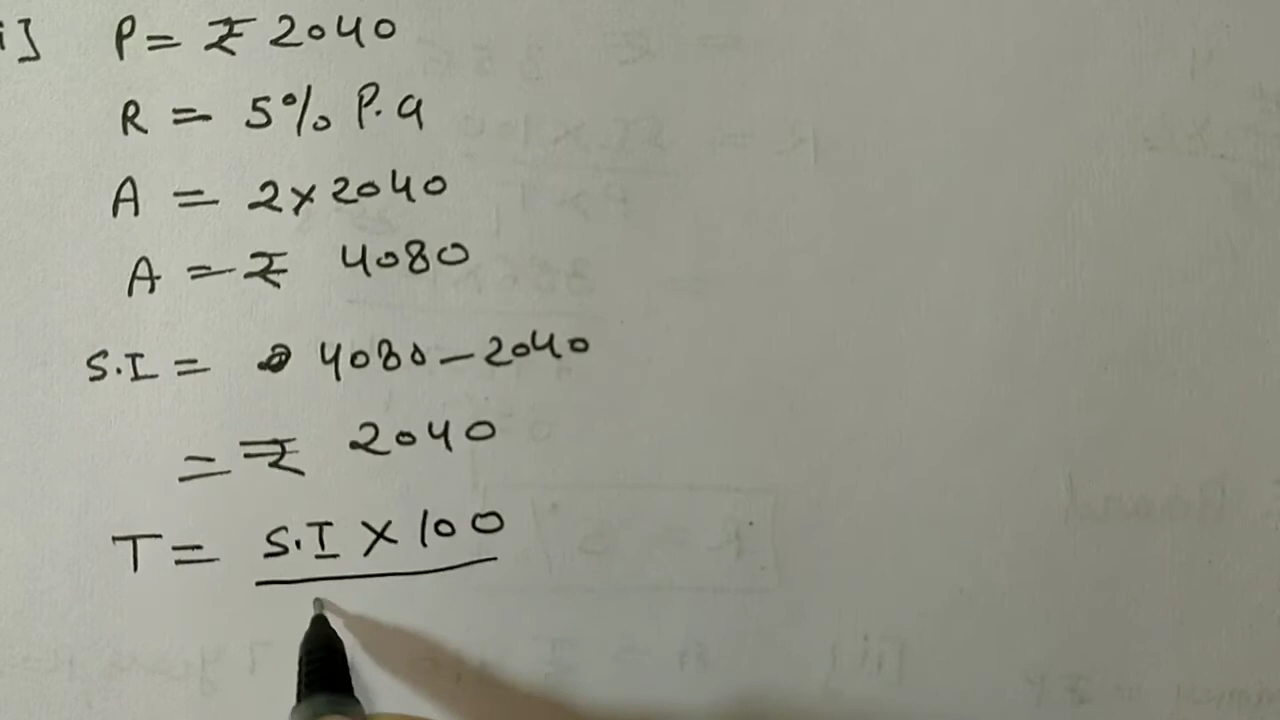 i] P = ₹ 2040
R = 5% P.a
A = 2×2040
A = ₹ 4080
S.I = 4080 - 2040
= ₹ 2040
T = S.I × 100